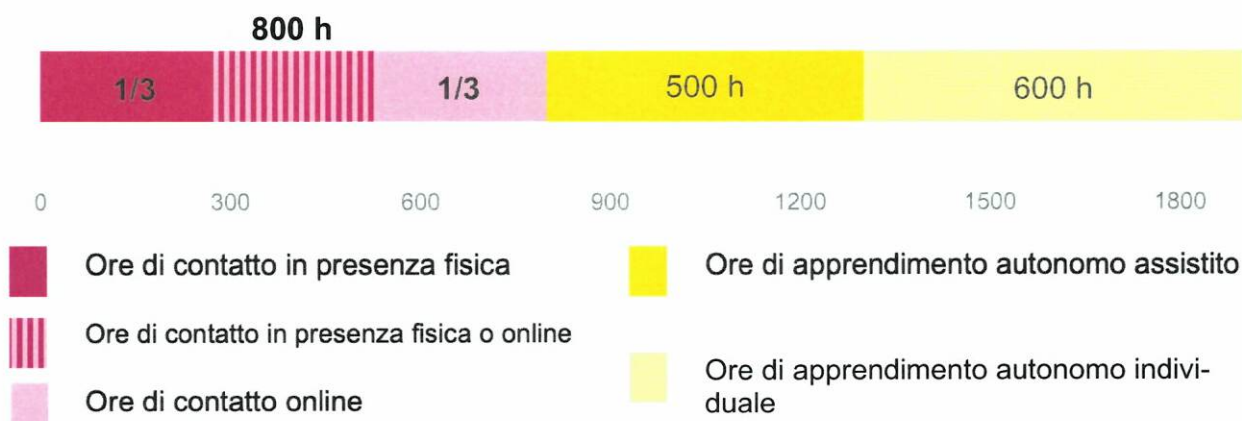 800 h
1/3 1/3 500 h 600 h
0 300 600 900 1200 1500 1800
Ore di contatto in presenza fisica
Ore di contatto in presenza fisica o online
Ore di contatto online
Ore di apprendimento autonomo assistito
Ore di apprendimento autonomo indivi-
duale